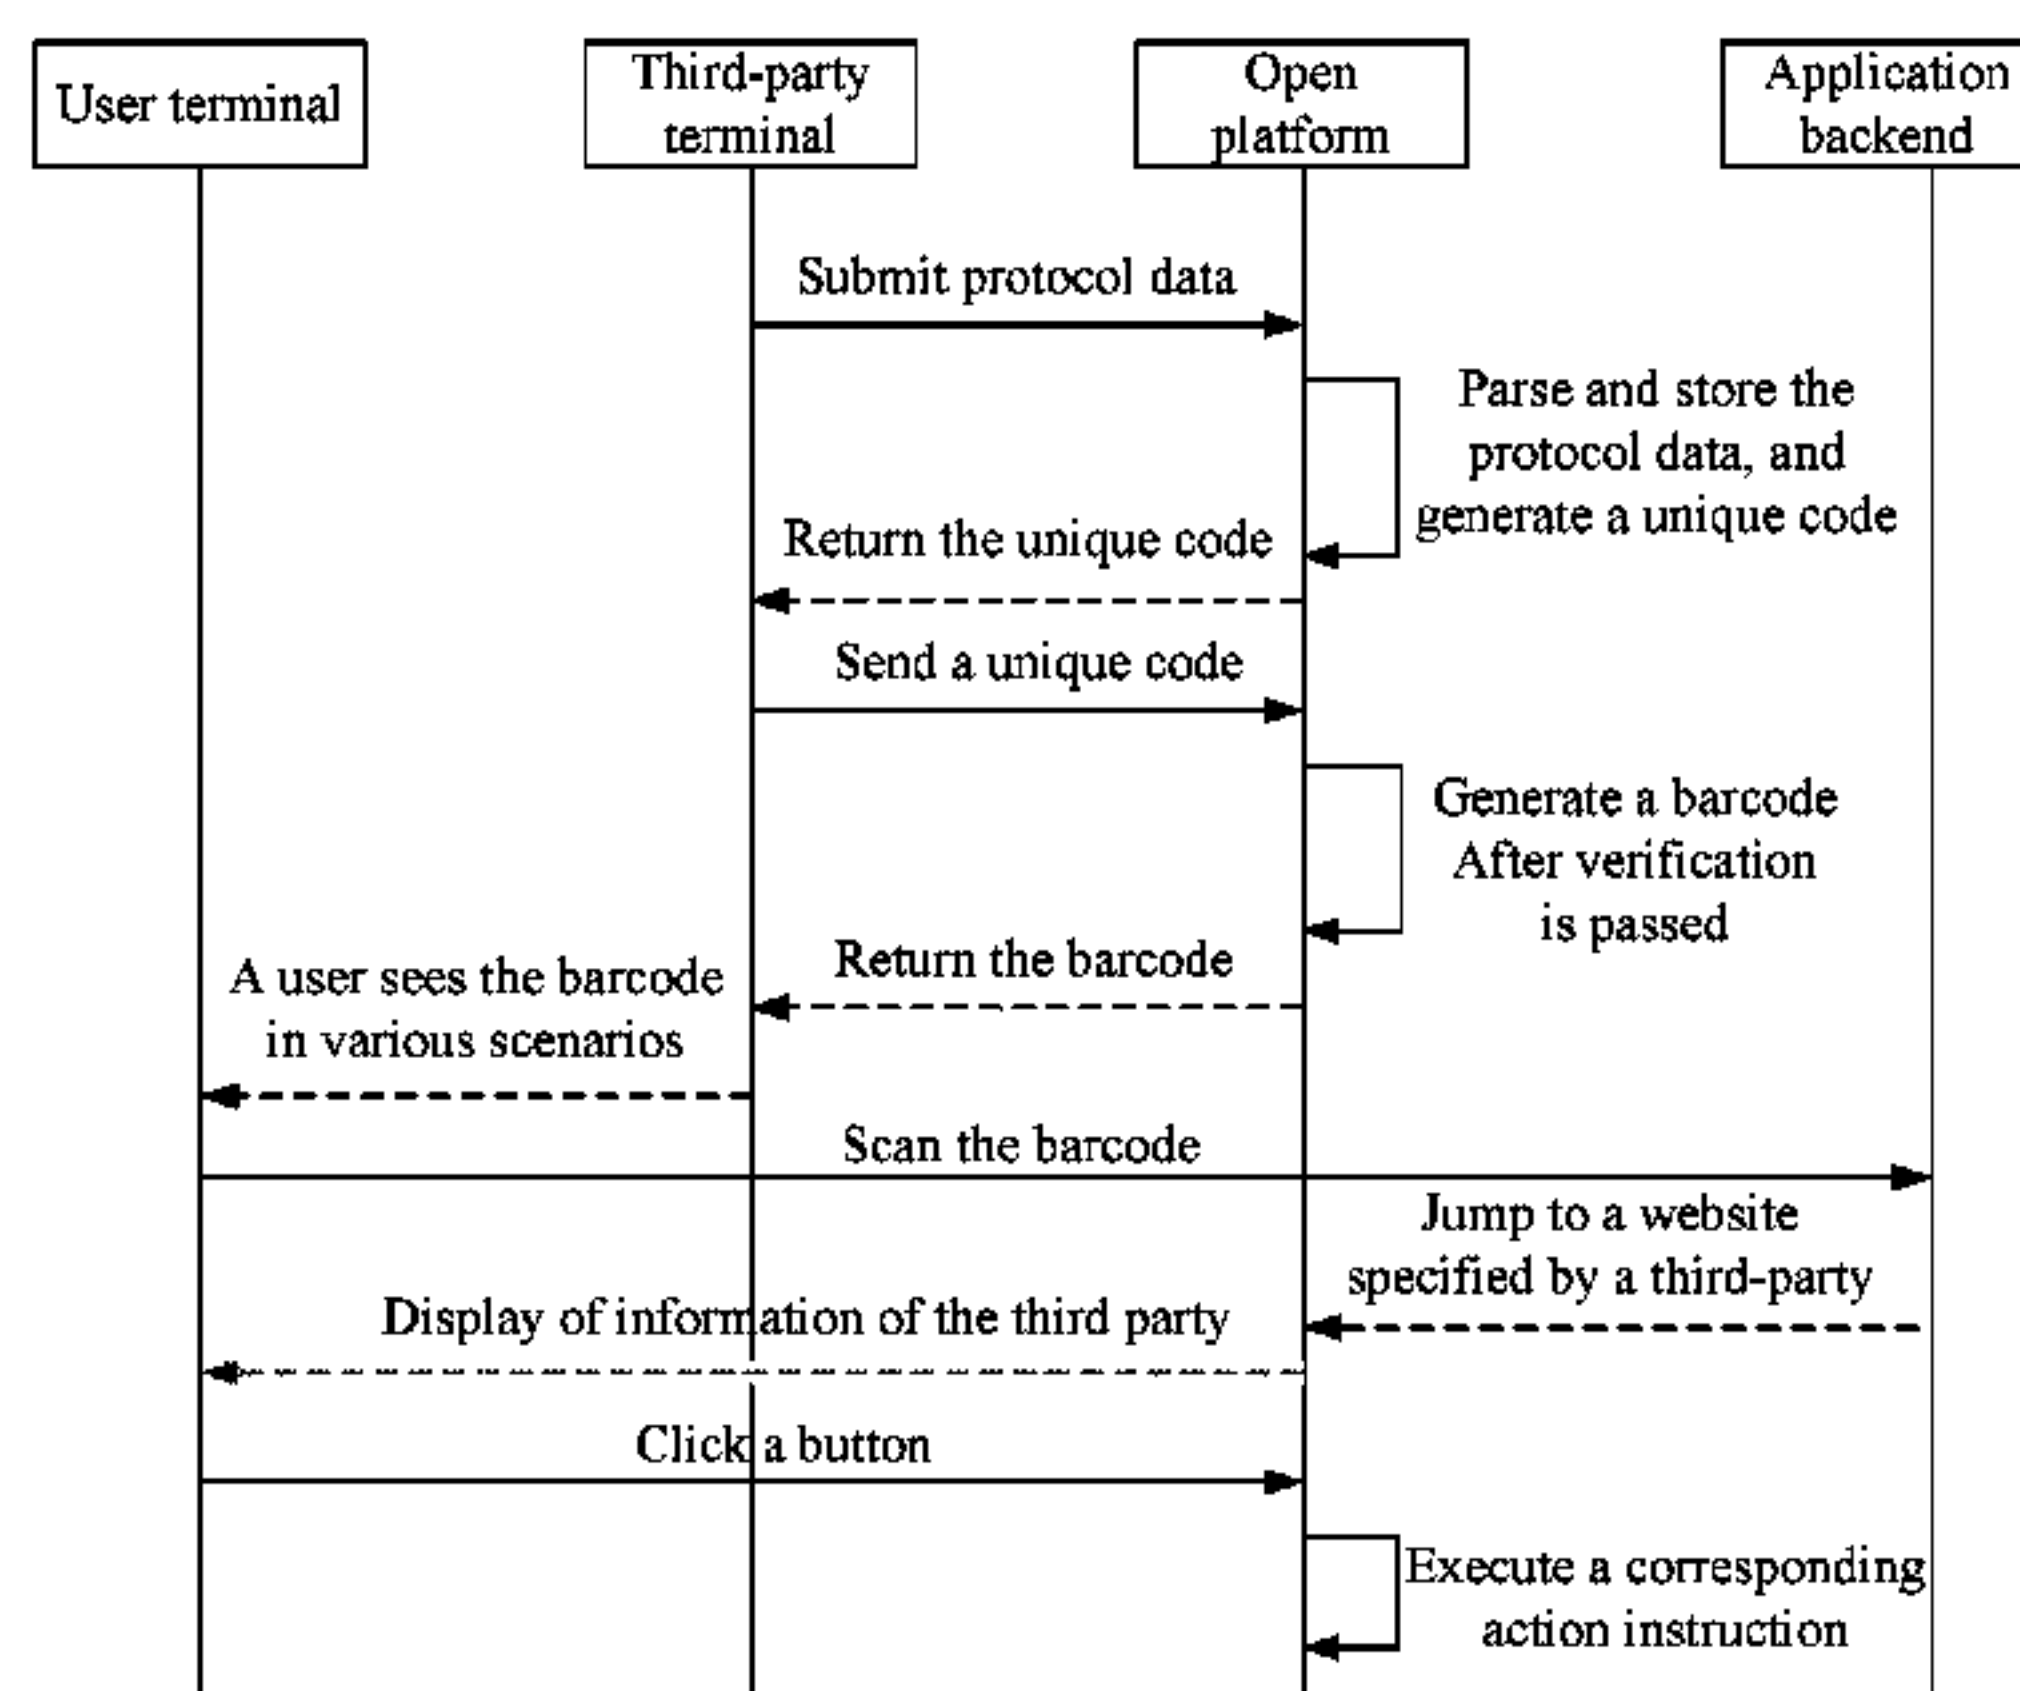 User terminal
Third-party
terminal
Open
platform
Application
backend
Submit protocol data
Parse and store the
protocol data, and
generate a unique code
Return the unique code
Send a unique code
Generate a barcode
After verification
is passed
Return the barcode
A user sees the barcode
in various scenarios
Scan the barcode
Jump to a website
specified by a third-party
Display of information of the third party
Click a button
Execute a corresponding
action instruction